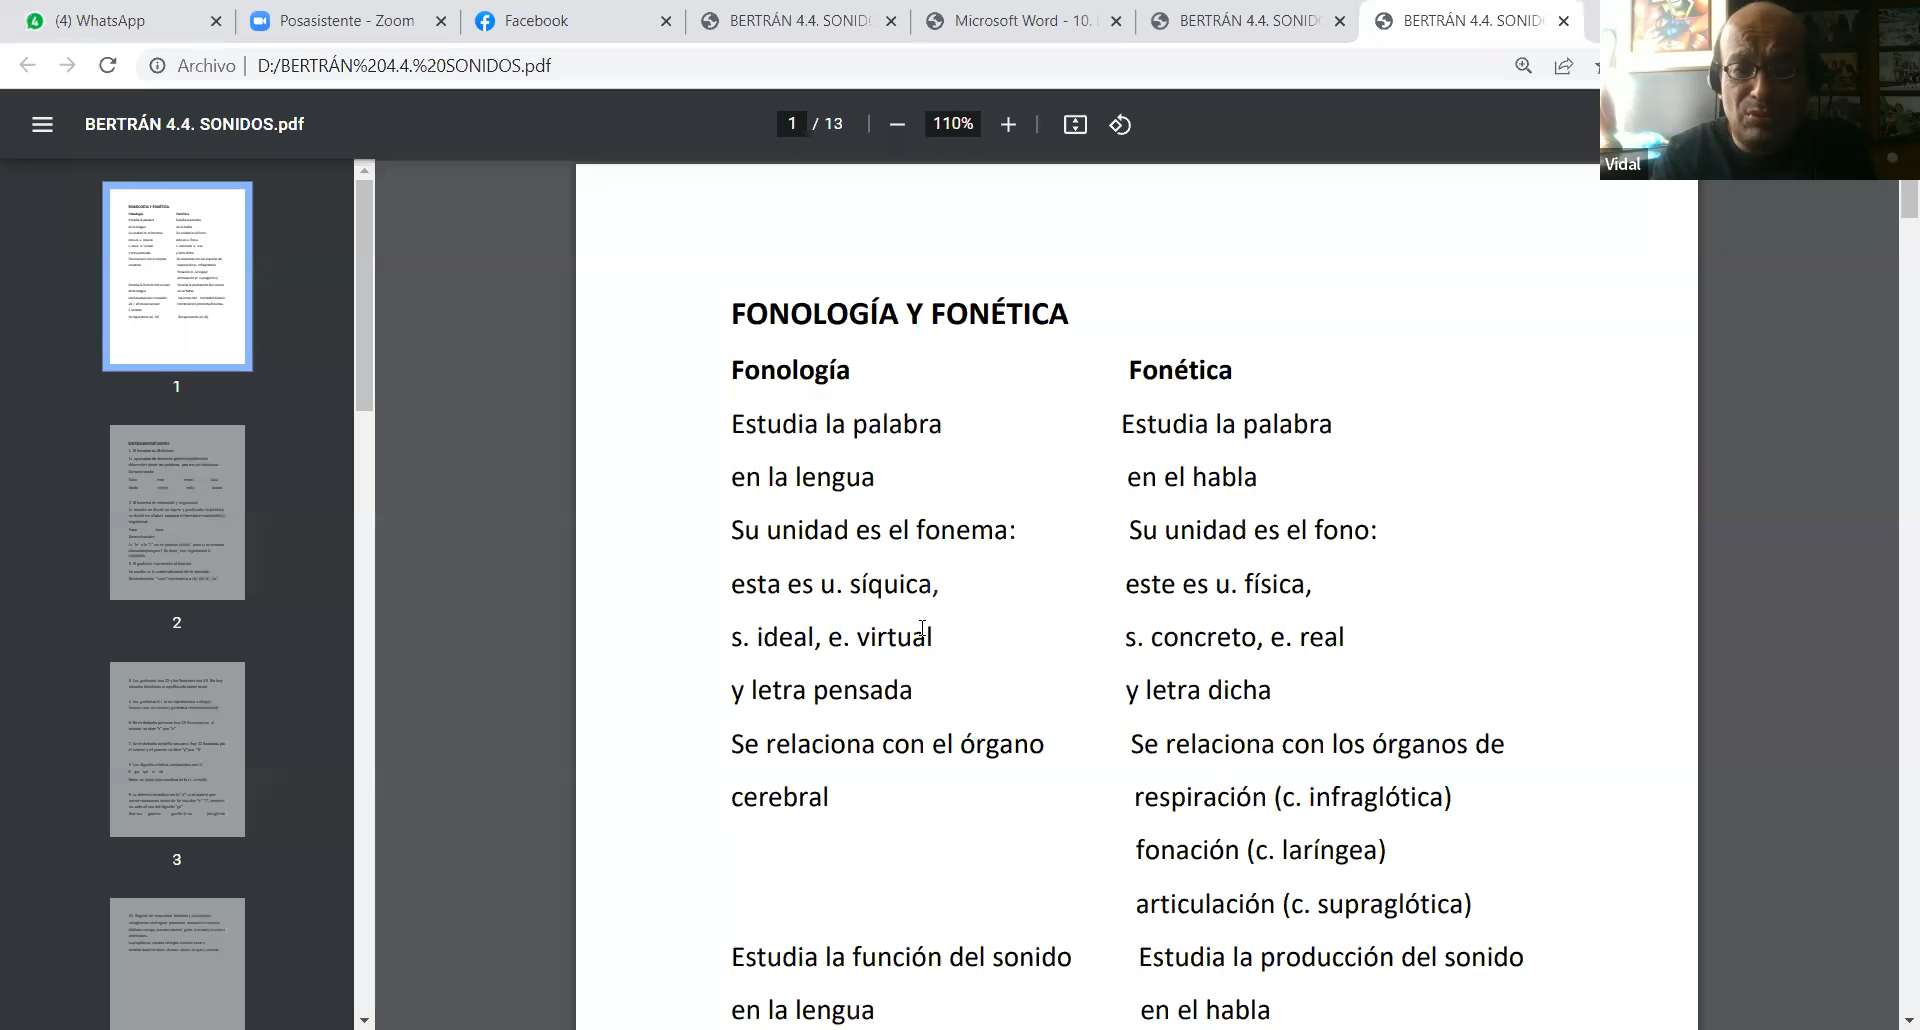 (4) WhatsApp
Posasistente - Zoom
Facebook
BERTRÁN 4.4. SONID
Microsoft Word - 10.
BERTRÁN 4.4. SONID
BERTRÁN 4.4. SONID
Archivo
D:/BERTRÁN%204.4.%20SONIDOS.pdf
BERTRÁN 4.4. SONIDOS.pdf
1 / 13
110%
Vidal
1
2
3
FONOLOGÍA Y FONÉTICA
Fonología Fonética
Estudia la palabra Estudia la palabra
en la lengua en el habla
Su unidad es el fonema: Su unidad es el fono:
esta es u. síquica, este es u. física,
s. ideal, e. virtual s. concreto, e. real
y letra pensada y letra dicha
Se relaciona con el órgano Se relaciona con los órganos de
cerebral respiración (c. infraglótica)
fonación (c. laríngea)
articulación (c. supraglótica)
Estudia la función del sonido Estudia la producción del sonido
en la lengua en el habla